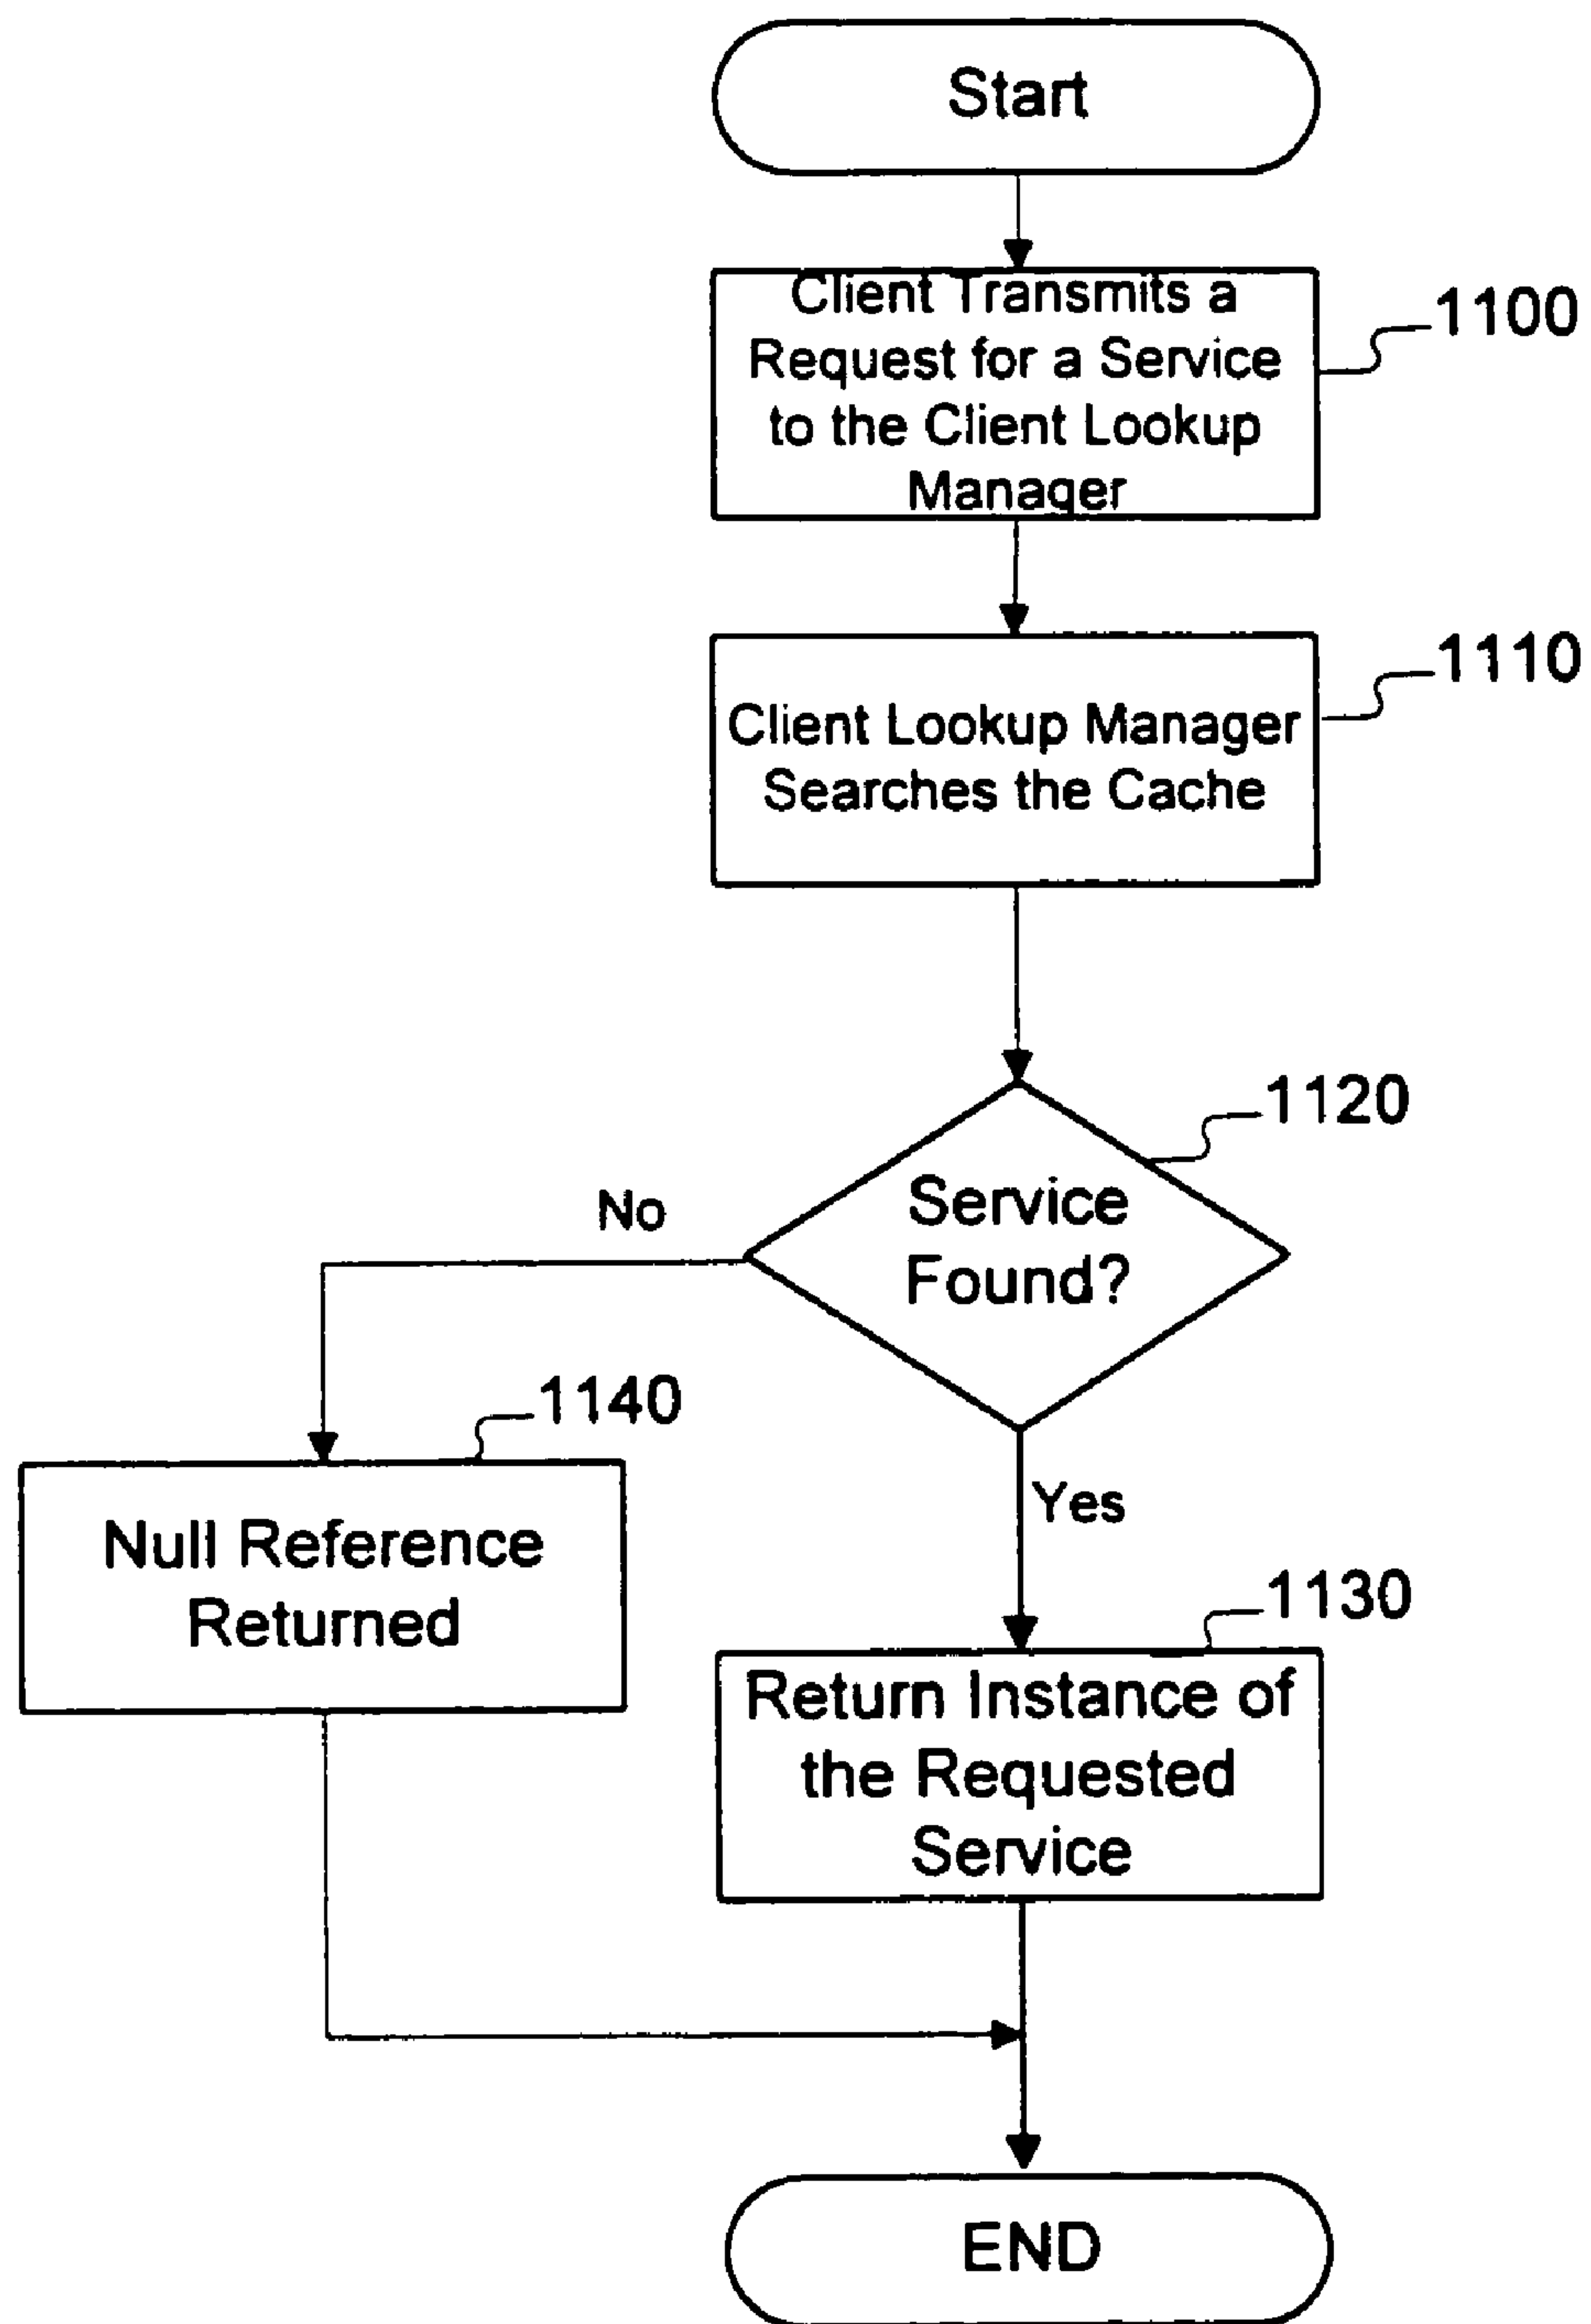 Start
Client Transmits a
Request for a Service
to the Client Lookup
Manager
1100
Client Lookup Manager
Searches the Cache
1110
Service
Found?
1120
No
Yes
1140
Null Reference
Returned
1130
Return Instance of
the Requested
Service
END